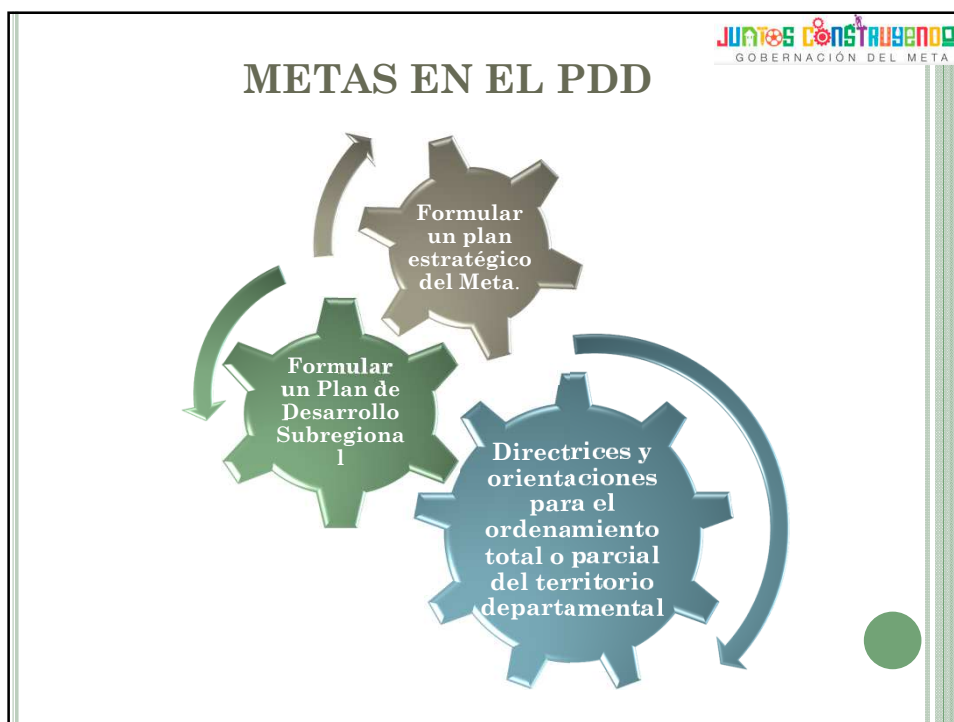 JUNTOS CONSTRUYENDO
GOBERNACIÓN DEL META
METAS EN EL PDD
Formular
un plan
estratégico
del Meta.
Formular
un Plan de
Desarrollo
Subregiona
l
Directrices y
orientaciones
para el
ordenamiento
total o parcial
del territorio
departamental